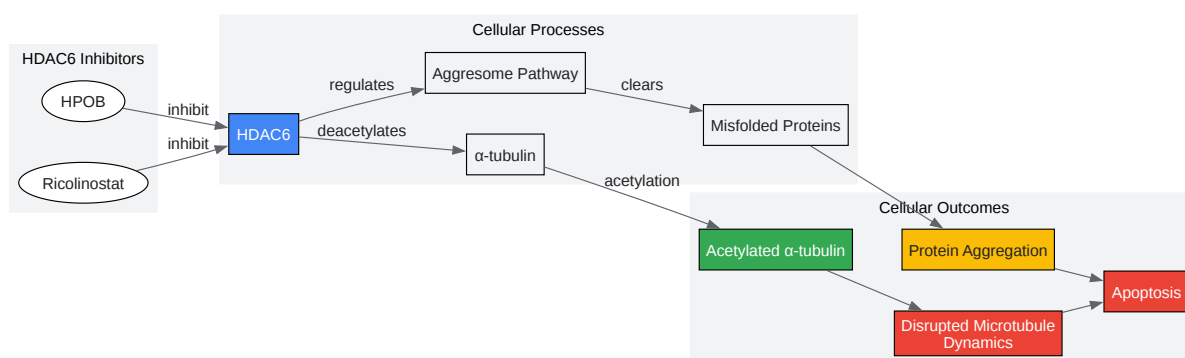 Cellular Processes
HDAC6 Inhibitors
Aggresome Pathway
regulates
clears
HPOB
inhibit
HDAC6
deacetylates
Misfolded Proteins
inhibit
α-tubulin
Ricolinostat
acetylation
Cellular Outcomes
Acetylated α-tubulin
Protein Aggregation
Apoptosis
Disrupted Microtubule
Dynamics